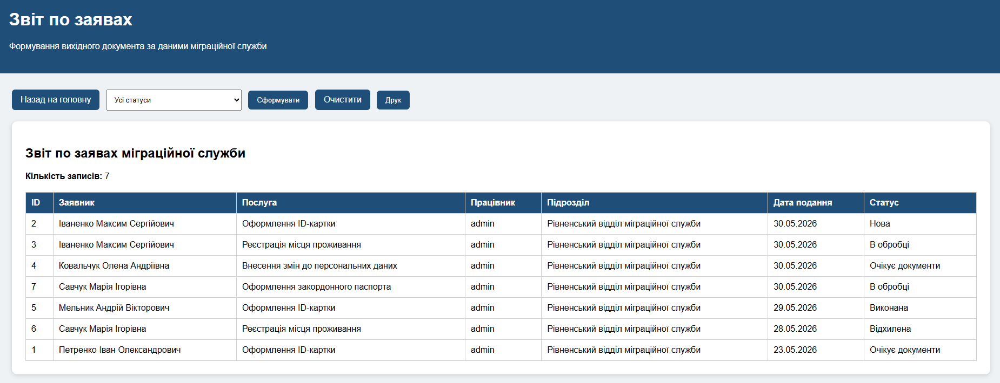 Звіт по заявах
Формування вихідного документа за даними міграційної служби
Назад на головну Усі статуси Сформувати Очистити Друк
Звіт по заявах міграційної служби
Кількість записів: 7
ID Заявник Послуга Працівник Підрозділ Дата подання Статус
2 Іваненко Максим Сергійович Оформлення ID-картки admin Рівненський відділ міграційної служби 30.05.2026 Нова
3 Іваненко Максим Сергійович Реєстрація місця проживання admin Рівненський відділ міграційної служби 30.05.2026 В обробці
4 Ковальчук Олена Андріївна Внесення змін до персональних даних admin Рівненський відділ міграційної служби 30.05.2026 Очікує документи
7 Савчук Марія Ігорівна Оформлення закордонного паспорта admin Рівненський відділ міграційної служби 30.05.2026 В обробці
5 Мельник Андрій Вікторович Оформлення ID-картки admin Рівненський відділ міграційної служби 29.05.2026 Виконана
6 Савчук Марія Ігорівна Реєстрація місця проживання admin Рівненський відділ міграційної служби 28.05.2026 Відхилена
1 Петренко Іван Олександрович Оформлення ID-картки admin Рівненський відділ міграційної служби 23.05.2026 Очікує документи